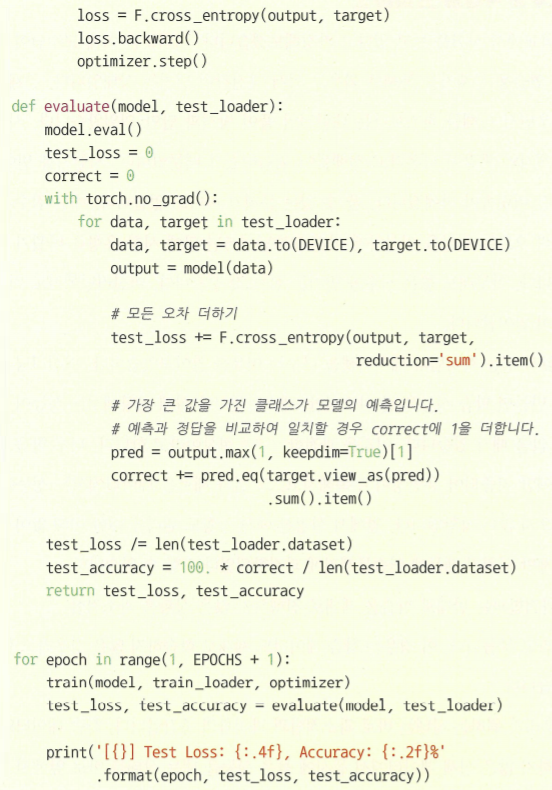 loss = F.cross_entropy(output, target)
loss.backward()
optimizer.step()
def evaluate(model, test_loader):
model.eval()
test_loss = 0
correct = 0
with torch.no_grad():
for data, target in test_loader:
data, target = data.to(DEVICE), target.to(DEVICE)
output = model(data)
# 모든 오차 더하기
test_loss += F.cross_entropy(output, target,
reduction='sum').item()
# 가장 큰 값을 가진 클래스가 모델의 예측입니다.
# 예측과 정답을 비교하여 일치할 경우 correct에 1을 더합니다.
pred = output.max(1, keepdim=True)[1]
correct += pred.eq(target.view_as(pred))
.sum().item()
test_loss /= len(test_loader.dataset)
test_accuracy = 100. * correct / len(test_loader.dataset)
return test_loss, test_accuracy
for epoch in range(1, EPOCHS + 1):
train(model, train_loader, optimizer)
test_loss, test_accuracy = evaluate(model, test_loader)
print('[{}] Test Loss: {:.4f}, Accuracy: {:.2f}%'
.format(epoch, test_loss, test_accuracy))